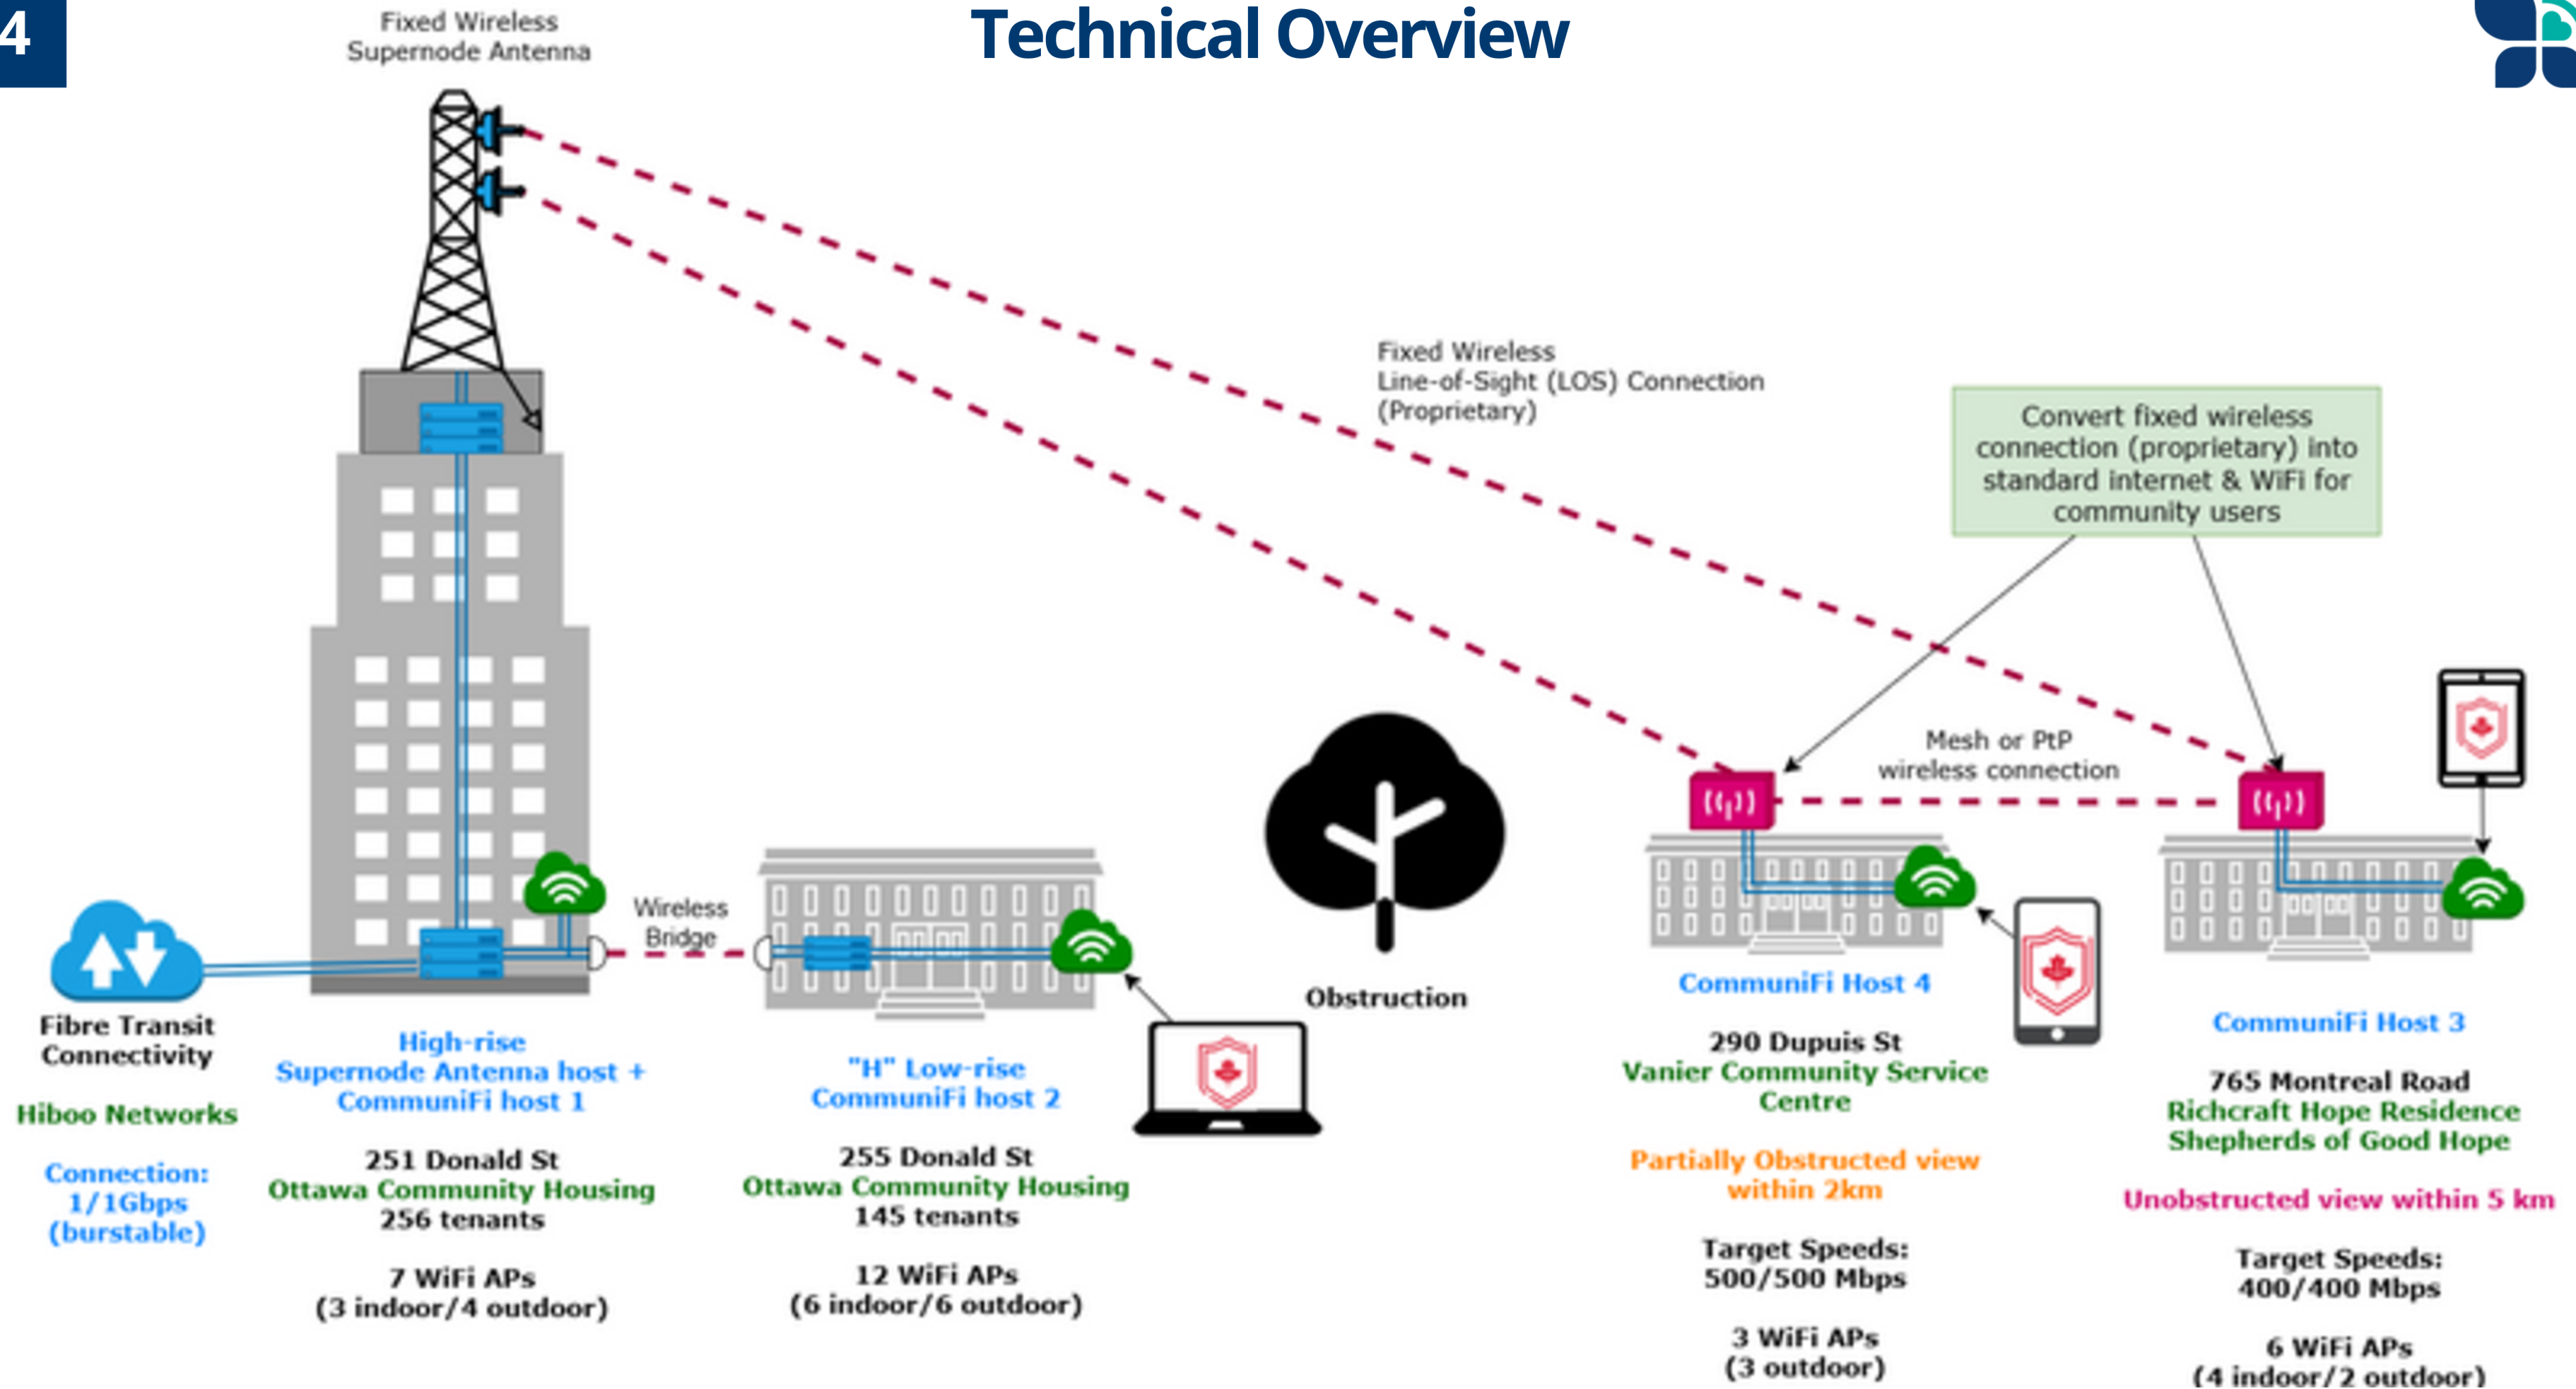 4
Technical Overview
Fixed Wireless
Supernode Antenna
Fixed Wireless
Line-of-Sight (LOS) Connection
(Proprietary)
Convert fixed wireless
connection (proprietary) into
standard internet & WiFi for
community users
Mesh or PtP
wireless connection
Wireless
Bridge
Obstruction
Fibre Transit
Connectivity
Hiboo Networks
Connection:
1/1Gbps
(burstable)
High-rise
Supernode Antenna host +
CommuniFi host 1
251 Donald St
Ottawa Community Housing
256 tenants
7 WiFi APs
(3 indoor/4 outdoor)
"H" Low-rise
CommuniFi host 2
255 Donald St
Ottawa Community Housing
145 tenants
12 WiFi APs
(6 indoor/6 outdoor)
CommuniFi Host 4
290 Dupuis St
Vanier Community Service
Centre
Partially Obstructed view
within 2km
Target Speeds:
500/500 Mbps
3 WiFi APs
(3 outdoor)
CommuniFi Host 3
765 Montreal Road
Richcraft Hope Residence
Shepherds of Good Hope
Unobstructed view within 5 km
Target Speeds:
400/400 Mbps
6 WiFi APs
(4 indoor/2 outdoor)